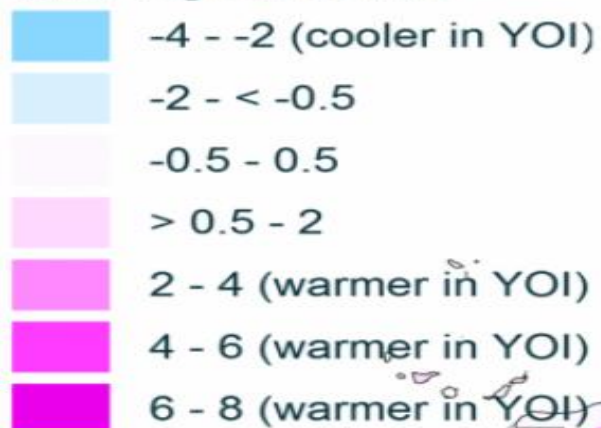 -4 - -2 (cooler in YOI)
-2 - < -0.5
-0.5 - 0.5
> 0.5 - 2
2 - 4 (warmer in YOI)
4 - 6 (warmer in YOI)
6 - 8 (warmer in YOI)